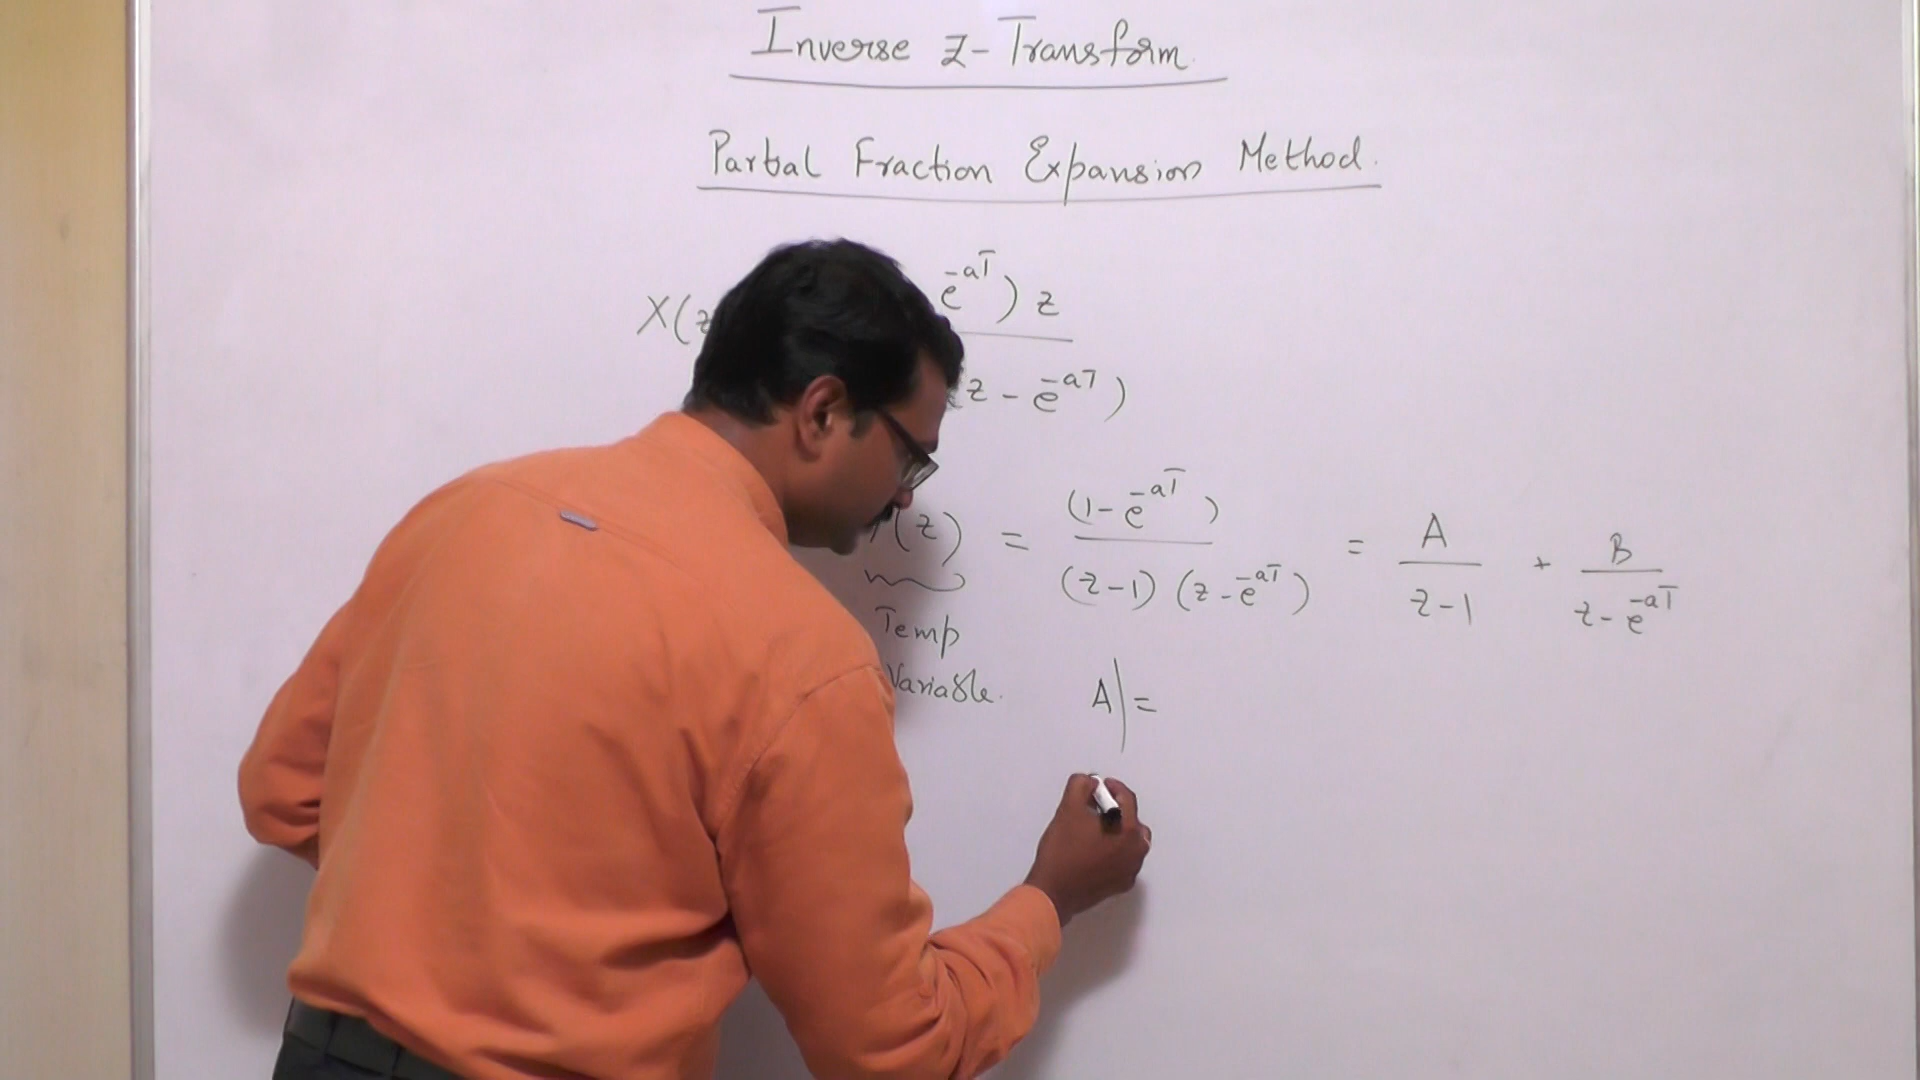 Inverse Z-Transform.
Partial Fraction Expansion Method.
X(z e^{-aT}) z
(z - e^{-aT})
(z) = (1 - e^{-aT}) / (z-1) (z - e^{-aT}) = A / z-1 + B / z - e^{-aT}
Temp
Variable.
A| =